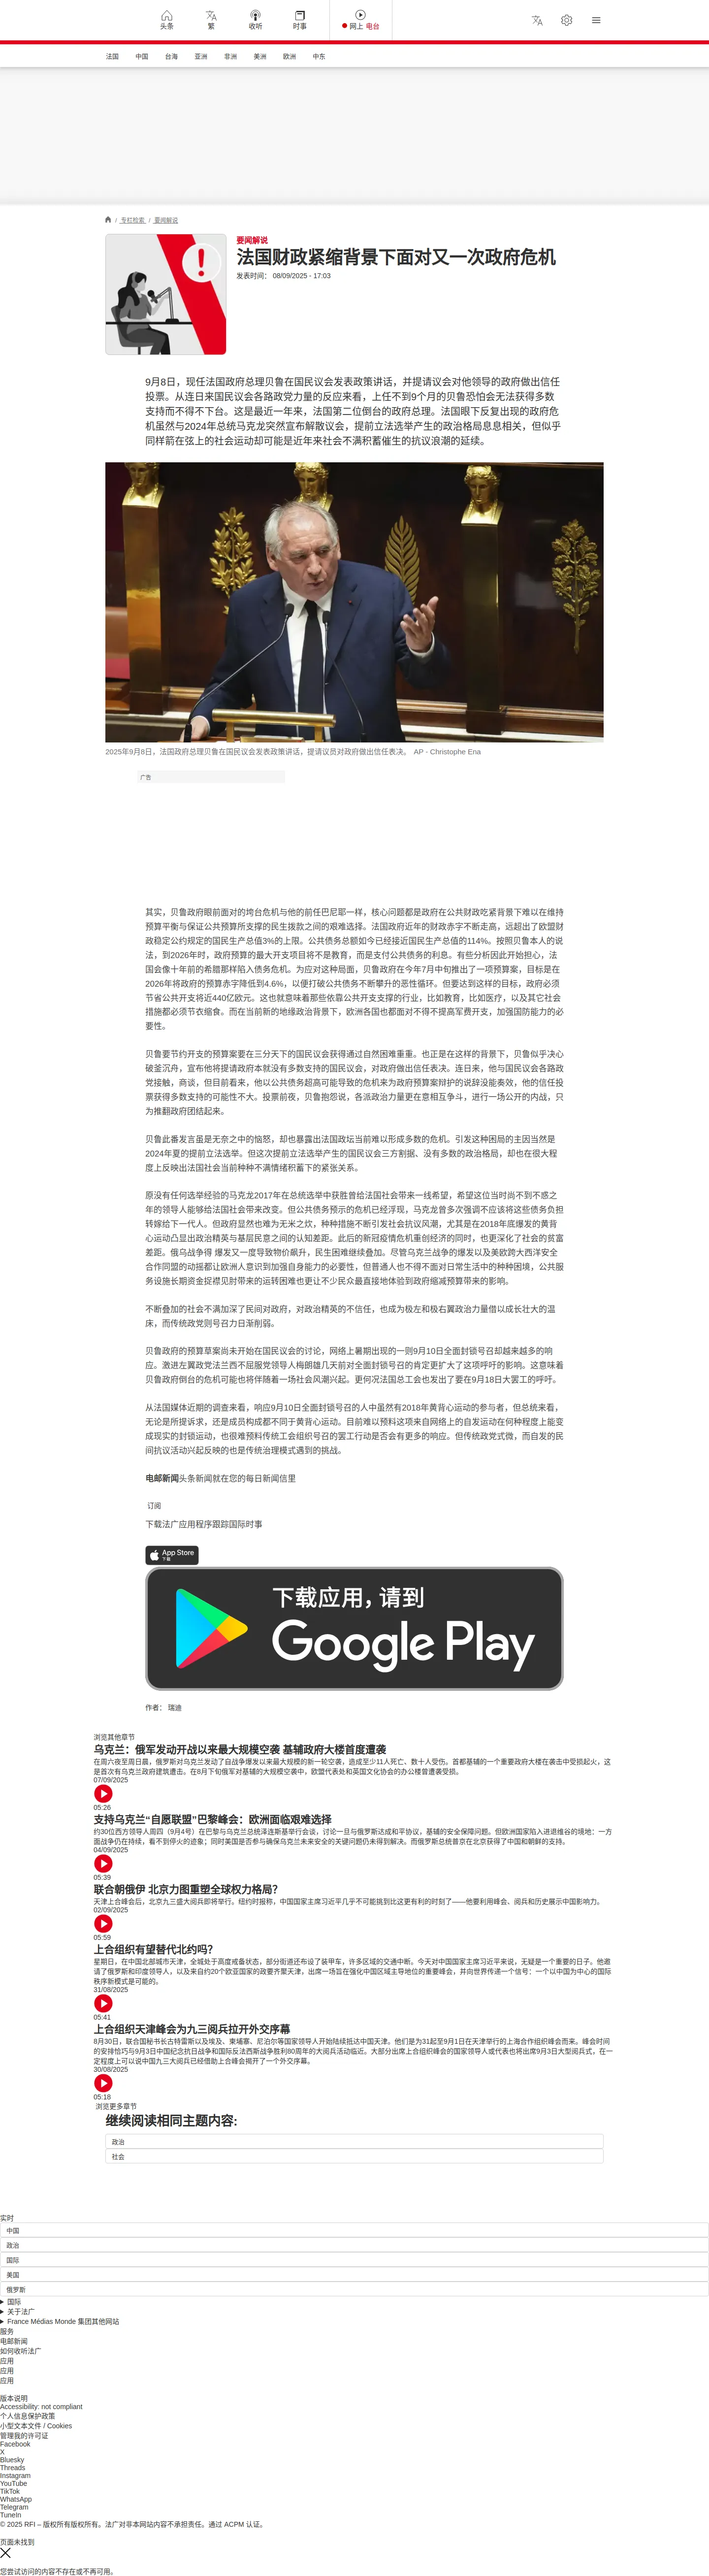 头条
繁
收听
时事
网上 电台
法国
中国
台海
亚洲
非洲
美洲
欧洲
中东
/ 专栏检索 / 要闻解说
要闻解说
法国财政紧缩背景下面对又一次政府危机
发表时间： 08/09/2025 - 17:03
9月8日，现任法国政府总理贝鲁在国民议会发表政策讲话，并提请议会对他领导的政府做出信任
投票。从连日来国民议会各路政党力量的反应来看，上任不到9个月的贝鲁恐怕会无法获得多数
支持而不得不下台。这是最近一年来，法国第二位倒台的政府总理。法国眼下反复出现的政府危
机虽然与2024年总统马克龙突然宣布解散议会，提前立法选举产生的政治格局息息相关，但似乎
同样箭在弦上的社会运动却可能是近年来社会不满积蓄催生的抗议浪潮的延续。
2025年9月8日，法国政府总理贝鲁在国民议会发表政策讲话，提请议员对政府做出信任表决。 AP - Christophe Ena
广告
其实，贝鲁政府眼前面对的垮台危机与他的前任巴尼耶一样，核心问题都是政府在公共财政吃紧背景下难以在维持
预算平衡与保证公共预算所支撑的民生拨款之间的艰难选择。法国政府近年的财政赤字不断走高，远超出了欧盟财
政稳定公约规定的国民生产总值3%的上限。公共债务总额如今已经接近国民生产总值的114%。按照贝鲁本人的说
法，到2026年时，政府预算的最大开支项目将不是教育，而是支付公共债务的利息。有些分析因此开始担心，法
国会像十年前的希腊那样陷入债务危机。为应对这种局面，贝鲁政府在今年7月中旬推出了一项预算案，目标是在
2026年将政府的预算赤字降低到4.6%，以便打破公共债务不断攀升的恶性循环。但要达到这样的目标，政府必须
节省公共开支将近440亿欧元。这也就意味着那些依靠公共开支支撑的行业，比如教育，比如医疗，以及其它社会
措施都必须节衣缩食。而在当前新的地缘政治背景下，欧洲各国也都面对不得不提高军费开支，加强国防能力的必
要性。
贝鲁要节约开支的预算案要在三分天下的国民议会获得通过自然困难重重。也正是在这样的背景下，贝鲁似乎决心
破釜沉舟，宣布他将提请政府本就没有多数支持的国民议会，对政府做出信任表决。连日来，他与国民议会各路政
党接触，商谈，但目前看来，他以公共债务超高可能导致的危机来为政府预算案辩护的说辞没能奏效，他的信任投
票获得多数支持的可能性不大。投票前夜，贝鲁抱怨说，各派政治力量更在意相互争斗，进行一场公开的内战，只
为推翻政府团结起来。
贝鲁此番发言虽是无奈之中的恼怒，却也暴露出法国政坛当前难以形成多数的危机。引发这种困局的主因当然是
2024年夏的提前立法选举。但这次提前立法选举产生的国民议会三方割据、没有多数的政治格局，却也在很大程
度上反映出法国社会当前种种不满情绪积蓄下的紧张关系。
原没有任何选举经验的马克龙2017年在总统选举中获胜曾给法国社会带来一线希望，希望这位当时尚不到不惑之
年的领导人能够给法国社会带来改变。但公共债务预示的危机已经浮现，马克龙曾多次强调不应该将这些债务负担
转嫁给下一代人。但政府显然也难为无米之炊，种种措施不断引发社会抗议风潮，尤其是在2018年底爆发的黄背
心运动凸显出政治精英与基层民意之间的认知差距。此后的新冠疫情危机重创经济的同时，也更深化了社会的贫富
差距。俄乌战争得 爆发又一度导致物价飙升，民生困难继续叠加。尽管乌克兰战争的爆发以及美欧跨大西洋安全
合作同盟的动摇都让欧洲人意识到加强自身能力的必要性，但普通人也不得不面对日常生活中的种种困境，公共服
务设施长期资金捉襟见肘带来的运转困难也更让不少民众最直接地体验到政府缩减预算带来的影响。
不断叠加的社会不满加深了民间对政府，对政治精英的不信任，也成为极左和极右翼政治力量借以成长壮大的温
床，而传统政党则号召力日渐削弱。
贝鲁政府的预算草案尚未开始在国民议会的讨论，网络上暑期出现的一则9月10日全面封锁号召却越来越多的响
应。激进左翼政党法兰西不屈服党领导人梅朗雄几天前对全面封锁号召的肯定更扩大了这项呼吁的影响。这意味着
贝鲁政府倒台的危机可能也将伴随着一场社会风潮兴起。更何况法国总工会也发出了要在9月18日大罢工的呼吁。
从法国媒体近期的调查来看，响应9月10日全面封锁号召的人中虽然有2018年黄背心运动的参与者，但总统来看，
无论是所提诉求，还是成员构成都不同于黄背心运动。目前难以预料这项来自网络上的自发运动在何种程度上能变
成现实的封锁运动，也很难预料传统工会组织号召的罢工行动是否会有更多的响应。但传统政党式微，而自发的民
间抗议活动兴起反映的也是传统治理模式遇到的挑战。
电邮新闻头条新闻就在您的每日新闻信里
订阅
下载法广应用程序跟踪国际时事
App Store
下载
下载应用，请到
Google Play
作者： 瑞迪
浏览其他章节
乌克兰：俄军发动开战以来最大规模空袭 基辅政府大楼首度遭袭
在周六夜至周日晨，俄罗斯对乌克兰发动了自战争爆发以来最大规模的新一轮空袭，造成至少11人死亡、数十人受伤。首都基辅的一个重要政府大楼在袭击中受损起火，这
是首次有乌克兰政府建筑遭击。在8月下旬俄军对基辅的大规模空袭中，欧盟代表处和英国文化协会的办公楼曾遭袭受损。
07/09/2025
05:26
支持乌克兰“自愿联盟”巴黎峰会：欧洲面临艰难选择
约30位西方领导人周四（9月4号）在巴黎与乌克兰总统泽连斯基举行会谈，讨论一旦与俄罗斯达成和平协议，基辅的安全保障问题。但欧洲国家陷入进退维谷的境地：一方
面战争仍在持续，看不到停火的迹象；同时美国是否参与确保乌克兰未来安全的关键问题仍未得到解决。而俄罗斯总统普京在北京获得了中国和朝鲜的支持。
04/09/2025
05:39
联合朝俄伊 北京力图重塑全球权力格局？
天津上合峰会后，北京九三盛大阅兵即将举行。纽约时报称，中国国家主席习近平几乎不可能挑到比这更有利的时刻了——他要利用峰会、阅兵和历史展示中国影响力。
02/09/2025
05:59
上合组织有望替代北约吗？
星期日，在中国北部城市天津，全城处于高度戒备状态，部分街道还布设了装甲车，许多区域的交通中断。今天对中国国家主席习近平来说，无疑是一个重要的日子。他邀
请了俄罗斯和印度领导人，以及来自约20个欧亚国家的政要齐聚天津，出席一场旨在强化中国区域主导地位的重要峰会，并向世界传递一个信号：一个以中国为中心的国际
秩序新模式是可能的。
31/08/2025
05:41
上合组织天津峰会为九三阅兵拉开外交序幕
8月30日，联合国秘书长古特雷斯以及埃及、柬埔寨、尼泊尔等国家领导人开始陆续抵达中国天津。他们是为31起至9月1日在天津举行的上海合作组织峰会而来。峰会时间
的安排恰巧与9月3日中国纪念抗日战争和国际反法西斯战争胜利80周年的大阅兵活动临近。大部分出席上合组织峰会的国家领导人或代表也将出席9月3日大型阅兵式，在一
定程度上可以说中国九三大阅兵已经借助上合峰会揭开了一个外交序幕。
30/08/2025
05:18
浏览更多章节
继续阅读相同主题内容:
政治
社会
实时
中国
政治
国际
美国
俄罗斯
国际
关于法广
France Médias Monde 集团其他网站
服务
电邮新闻
如何收听法广
应用
应用
应用
版本说明
Accessibility: not compliant
个人信息保护政策
小型文本文件 / Cookies
管理我的许可证
Facebook
X
Bluesky
Threads
Instagram
YouTube
TikTok
WhatsApp
Telegram
TuneIn
© 2025 RFI – 版权所有版权所有。法广对非本网站内容不承担责任。通过 ACPM 认证。
页面未找到
您尝试访问的内容不存在或不再可用。